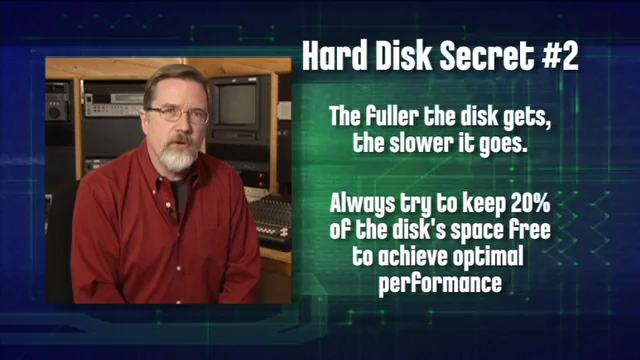 Hard Disk Secret #2
The fuller the disk gets,
the slower it goes.
Always try to keep 20%
of the disk's space free
to achieve optimal
performance